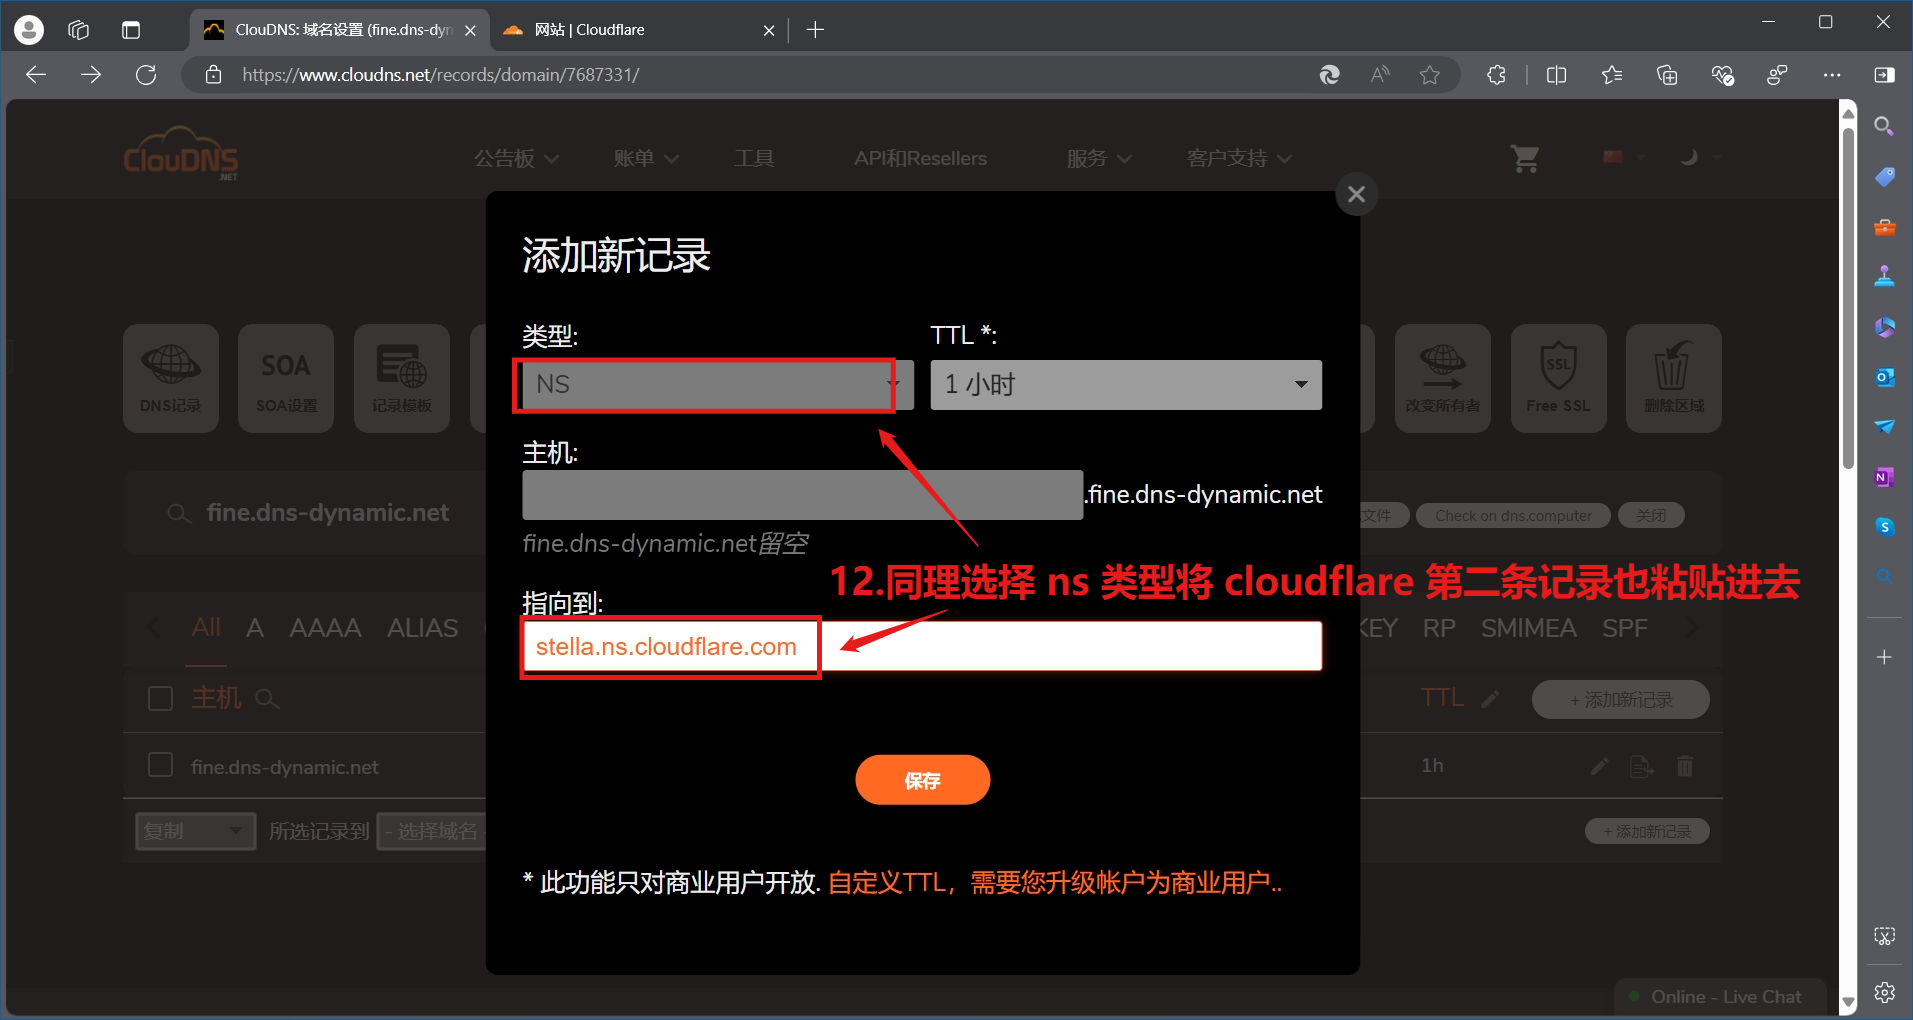 ClouDNS: 域名设置 (fine.dns-dyn
网站 | Cloudflare
https://www.cloudns.net/records/domain/7687331/
ClouDNS
.NET
公告板
账单
工具
API和Resellers
服务
客户支持
添加新记录
类型:
TTL *:
NS
1 小时
DNS记录
SOA
SOA设置
记录模板
改变所有者
SSL
Free SSL
删除区域
主机:
.fine.dns-dynamic.net
fine.dns-dynamic.net留空
fine.dns-dynamic.net
文件
Check on dns.computer
关闭
12.同理选择 ns 类型将 cloudflare 第二条记录也粘贴进去
指向到:
stella.ns.cloudflare.com
All
A
AAAA
ALIAS
KEY
RP
SMIMEA
SPF
主机
TTL
+ 添加新记录
fine.dns-dynamic.net
1h
保存
复制
所选记录到
- 选择域名 -
+ 添加新记录
* 此功能只对商业用户开放. 自定义TTL，需要您升级帐户为商业用户..
Online - Live Chat